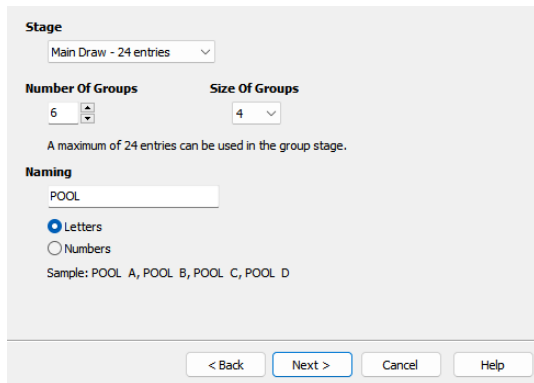 Stage
Main Draw - 24 entries
Number Of Groups Size Of Groups
6 4
A maximum of 24 entries can be used in the group stage.
Naming
POOL
Letters
Numbers
Sample: POOL A, POOL B, POOL C, POOL D
< Back Next > Cancel Help